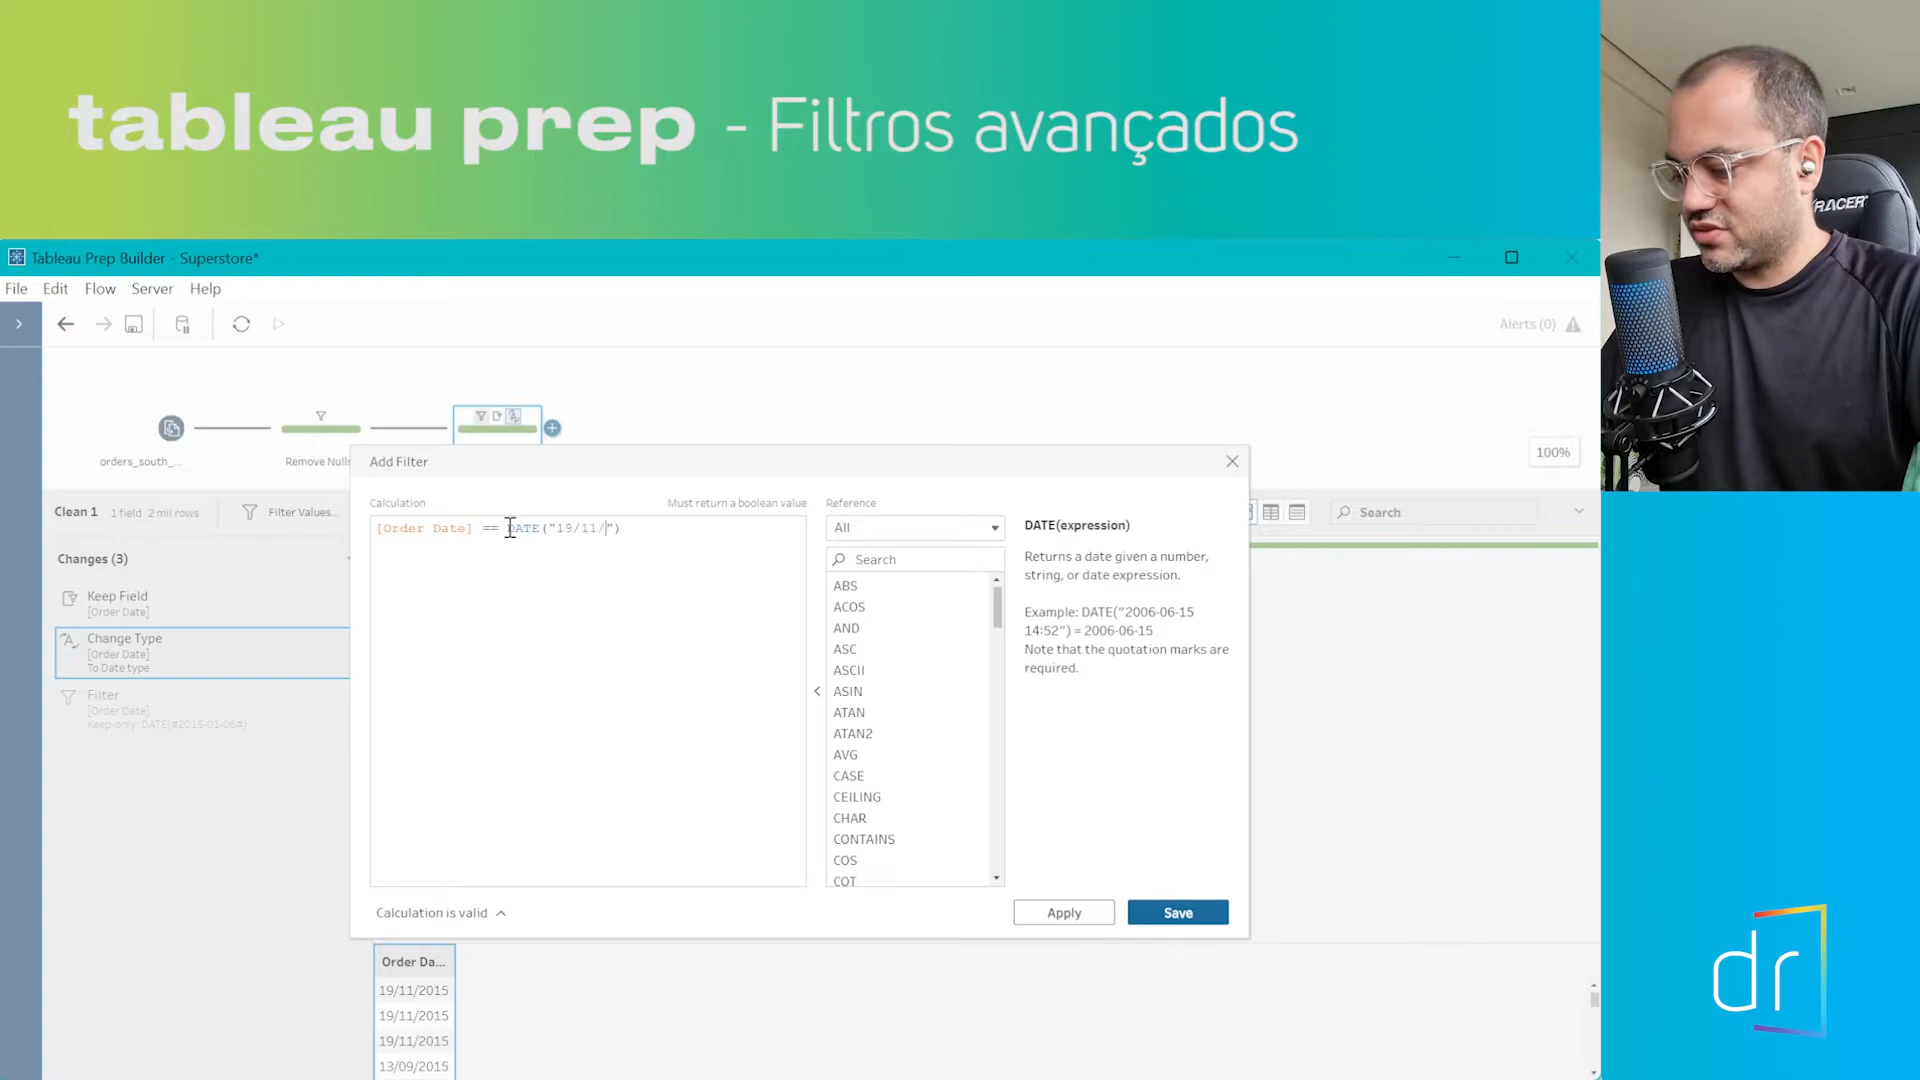 tableau prep - Filtros avançados
Tableau Prep Builder - Superstore*
File Edit Flow Server Help
Alerts (0)
orders_south_...
Remove Nulls
100%
Add Filter
Calculation
Must return a boolean value
Reference
[Order Date] == DATE("19/11/")
All
Search
ABS
ACOS
AND
ASC
ASCII
ASIN
ATAN
ATAN2
AVG
CASE
CEILING
CHAR
CONTAINS
COS
COT
DATE(expression)
Returns a date given a number,
string, or date expression.
Example: DATE("2006-06-15
14:52") = 2006-06-15
Note that the quotation marks are
required.
Calculation is valid
Apply
Save
Clean 1 1 field 2 mil rows
Filter Values...
Search
Changes (3)
Keep Field
[Order Date]
Change Type
[Order Date]
To Date type
Filter
[Order Date]
Keep-only: DATE(#2015-01-06#)
Order Da...
19/11/2015
19/11/2015
19/11/2015
13/09/2015
RACER
dr